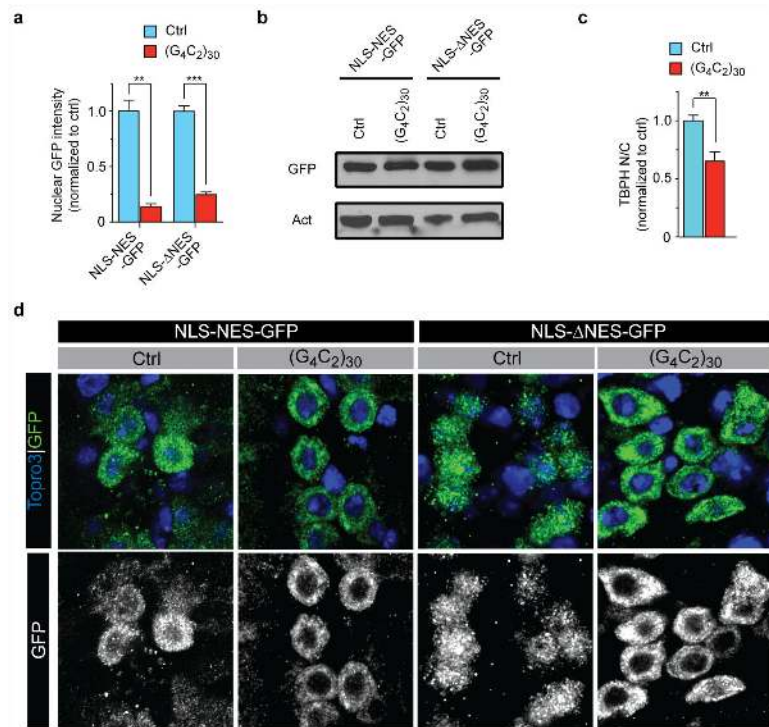 a
Ctrl
(G₄C₂)₃₀
Nuclear GFP intensity
(normalized to ctrl)
1.0
0.5
0
**
***
NLS-NES
-GFP
NLS-ΔNES
-GFP
b
NLS-NES
-GFP
NLS-ΔNES
-GFP
Ctrl
(G₄C₂)₃₀
Ctrl
(G₄C₂)₃₀
GFP
Act
c
Ctrl
(G₄C₂)₃₀
TBPH N/C
(normalized to ctrl)
1.0
0.5
0
**
d
NLS-NES-GFP
NLS-ΔNES-GFP
Ctrl
(G₄C₂)₃₀
Ctrl
(G₄C₂)₃₀
Topro3|GFP
GFP